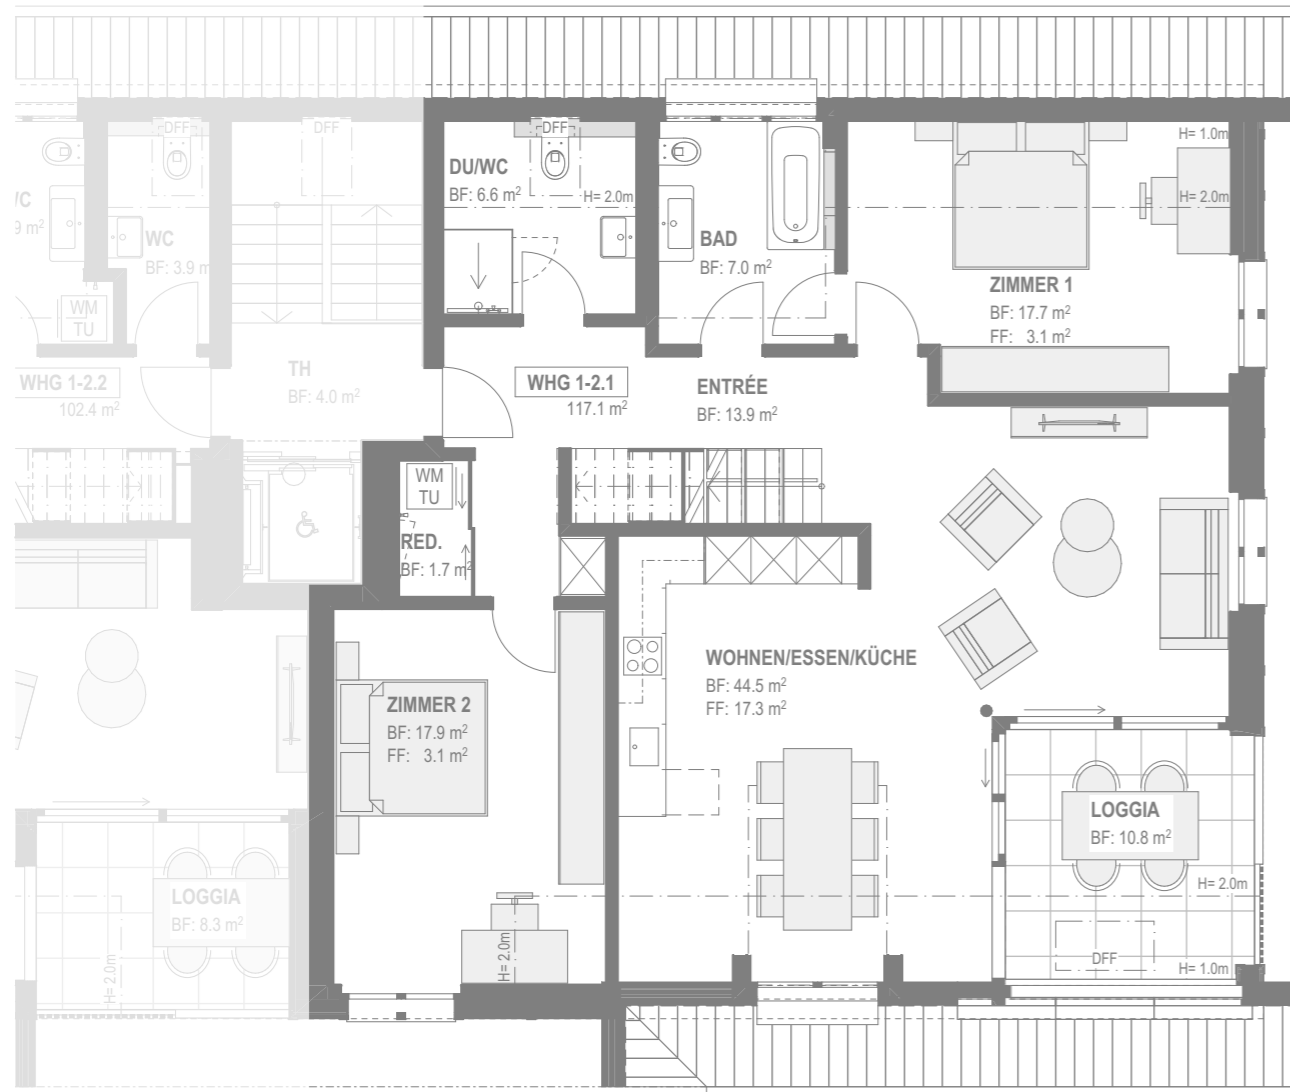 DFF
DFF
DFF
H= 1.0m
DU/WC
BF: 6.6 m²
H= 2.0m
H= 2.0m
9 m²
WC
BF: 3.9 m
BAD
BF: 7.0 m²
ZIMMER 1
BF: 17.7 m²
FF: 3.1 m²
WM
TU
TH
BF: 4.0 m²
WHG 1-2.2
102.4 m²
WHG 1-2.1
117.1 m²
ENTRÉE
BF: 13.9 m²
WM
TU
RED.
BF: 1.7 m²
WOHNEN/ESSEN/KÜCHE
BF: 44.5 m²
FF: 17.3 m²
ZIMMER 2
BF: 17.9 m²
FF: 3.1 m²
LOGGIA
BF: 10.8 m²
H= 2.0m
LOGGIA
BF: 8.3 m²
H= 2.0m
H= 2.0m
DFF
H= 1.0m